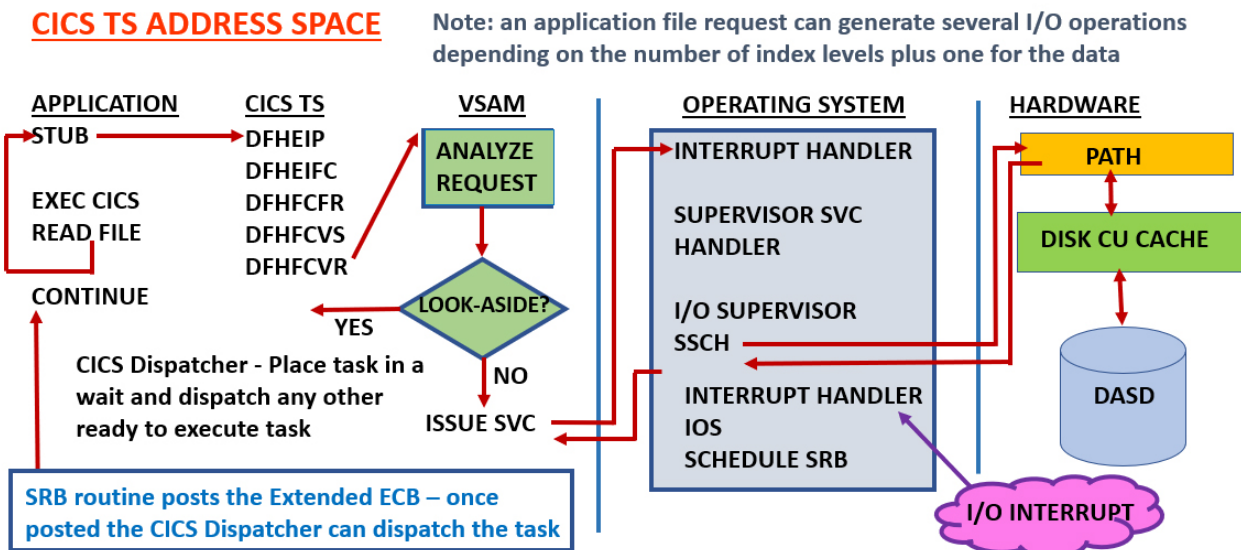 CICS TS ADDRESS SPACE
Note: an application file request can generate several I/O operations
depending on the number of index levels plus one for the data
APPLICATION
STUB
EXEC CICS
READ FILE
CONTINUE
CICS TS
DFHEIP
DFHEIFC
DFHFCFR
DFHFCVS
DFHFCVR
VSAM
ANALYZE
REQUEST
LOOK-ASIDE?
YES
NO
ISSUE SVC
CICS Dispatcher - Place task in a
wait and dispatch any other
ready to execute task
SRB routine posts the Extended ECB – once
posted the CICS Dispatcher can dispatch the task
OPERATING SYSTEM
INTERRUPT HANDLER
SUPERVISOR SVC
HANDLER
I/O SUPERVISOR
SSCH
INTERRUPT HANDLER
IOS
SCHEDULE SRB
HARDWARE
PATH
DISK CU CACHE
DASD
I/O INTERRUPT